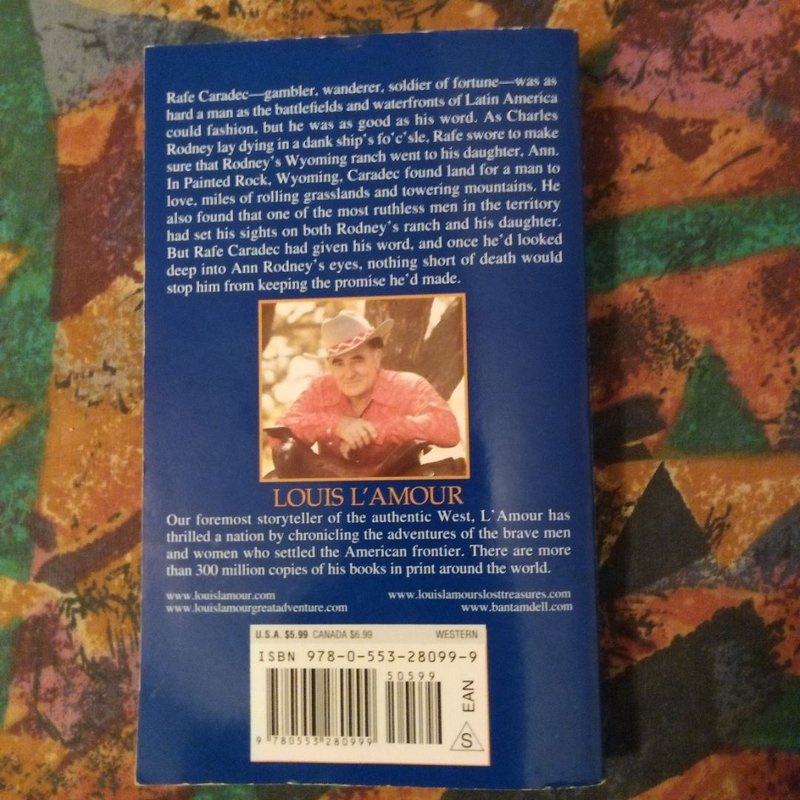 Rafe Caradec—gambler, wanderer, soldier of fortune—was as
hard a man as the battlefields and waterfronts of Latin America
could fashion, but he was as good as his word. As Charles
Rodney lay dying in a dank ship's fo'c'sle, Rafe swore to make
sure that Rodney's Wyoming ranch went to his daughter, Ann.
In Painted Rock, Wyoming, Caradec found land for a man to
love, miles of rolling grasslands and towering mountains. He
also found that one of the most ruthless men in the territory
had set his sights on both Rodney's ranch and his daughter.
But Rafe Caradec had given his word, and once he'd looked
deep into Ann Rodney's eyes, nothing short of death would
stop him from keeping the promise he'd made.
LOUIS L'AMOUR
Our foremost storyteller of the authentic West, L'Amour has
thrilled a nation by chronicling the adventures of the brave men
and women who settled the American frontier. There are more
than 300 million copies of his books in print around the world.
www.louislamour.com www.louislamourslosttreasures.com
www.louislamourgreatadventure.com www.bantamdell.com
U.S.A. $5.99 CANADA $6.99 WESTERN
ISBN 978-0-553-28099-9
50599
9 780553 280999
S EAN